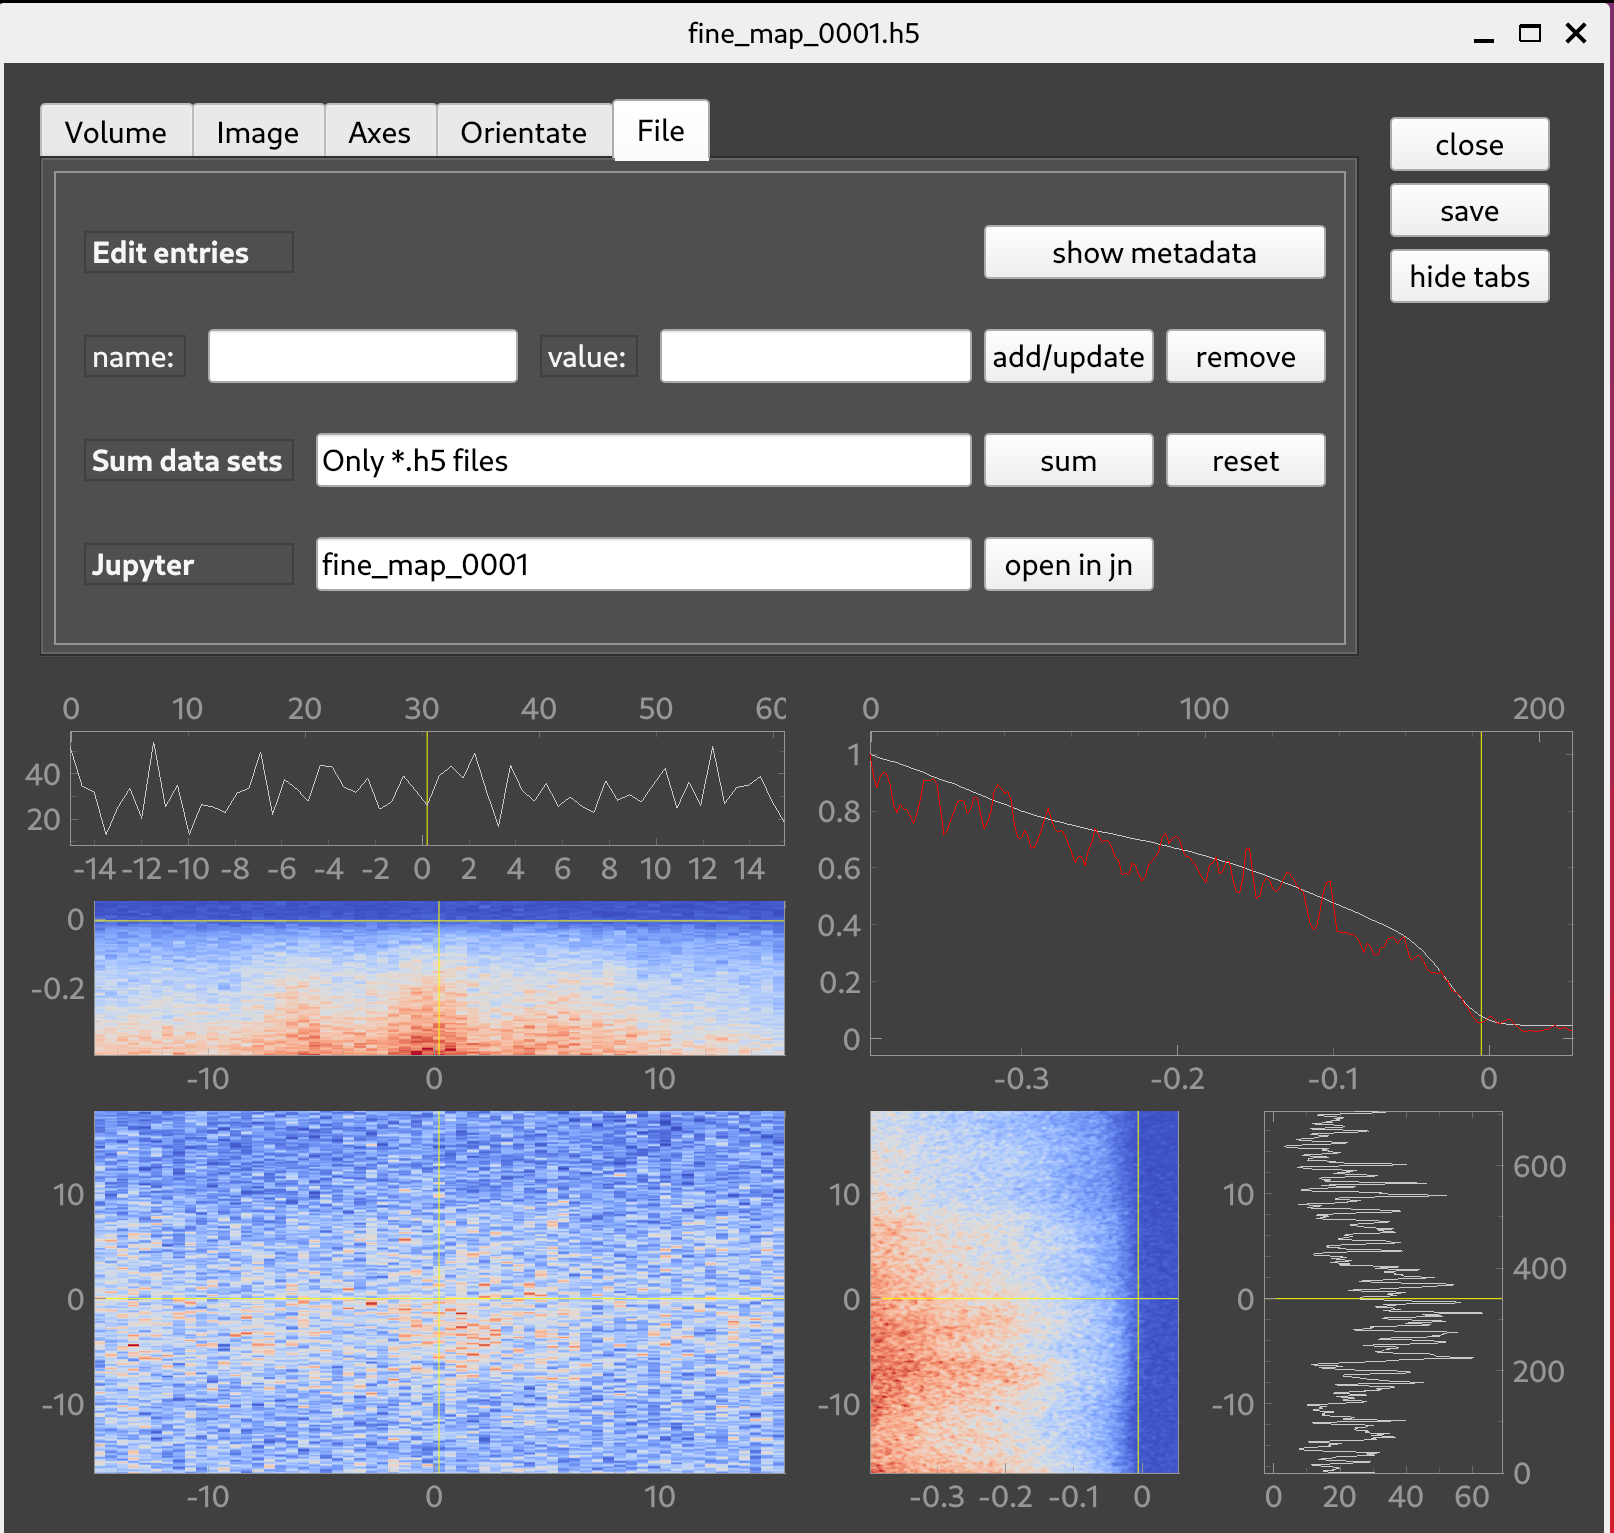 fine_map_0001.h5
Volume Image Axes Orientate File
close
save
hide tabs
Edit entries show metadata
name: value: add/update remove
Sum data sets Only *.h5 files sum reset
Jupyter fine_map_0001 open in jn
0 10 20 30 40 50
40
20
-14 -12 -10 -8 -6 -4 -2 0 2 4 6 8 10 12 14
0 100 200
1
0.8
0.6
0.4
0.2
0
-0.3 -0.2 -0.1 0
0
-0.2
-10 0 10
10
0
-10
-10 0 10
10
0
-10
-0.3 -0.2 -0.1 0
10
0
-10
600
400
200
0
0 20 40 60